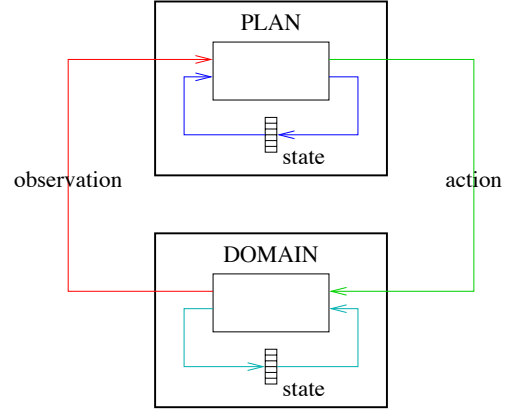 PLAN
state
observation
action
DOMAIN
state